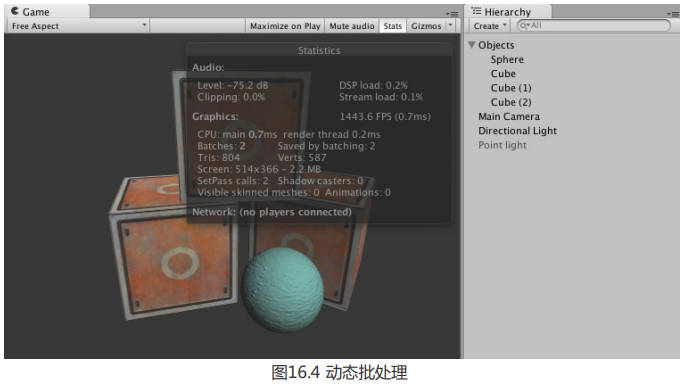 Game
Free Aspect
Maximize on Play Mute audio Stats Gizmos
Statistics
Audio:
Level: -75.2 dB DSP load: 0.2%
Clipping: 0.0% Stream load: 0.1%
Graphics: 1443.6 FPS (0.7ms)
CPU: main 0.7ms render thread 0.2ms
Batches: 2 Saved by batching: 2
Tris: 804 Verts: 587
Screen: 514x366 - 2.2 MB
SetPass calls: 2 Shadow casters: 0
Visible skinned meshes: 0 Animations: 0
Network: (no players connected)
Hierarchy
Create All
Objects
Sphere
Cube
Cube (1)
Cube (2)
Main Camera
Directional Light
Point light
图16.4 动态批处理